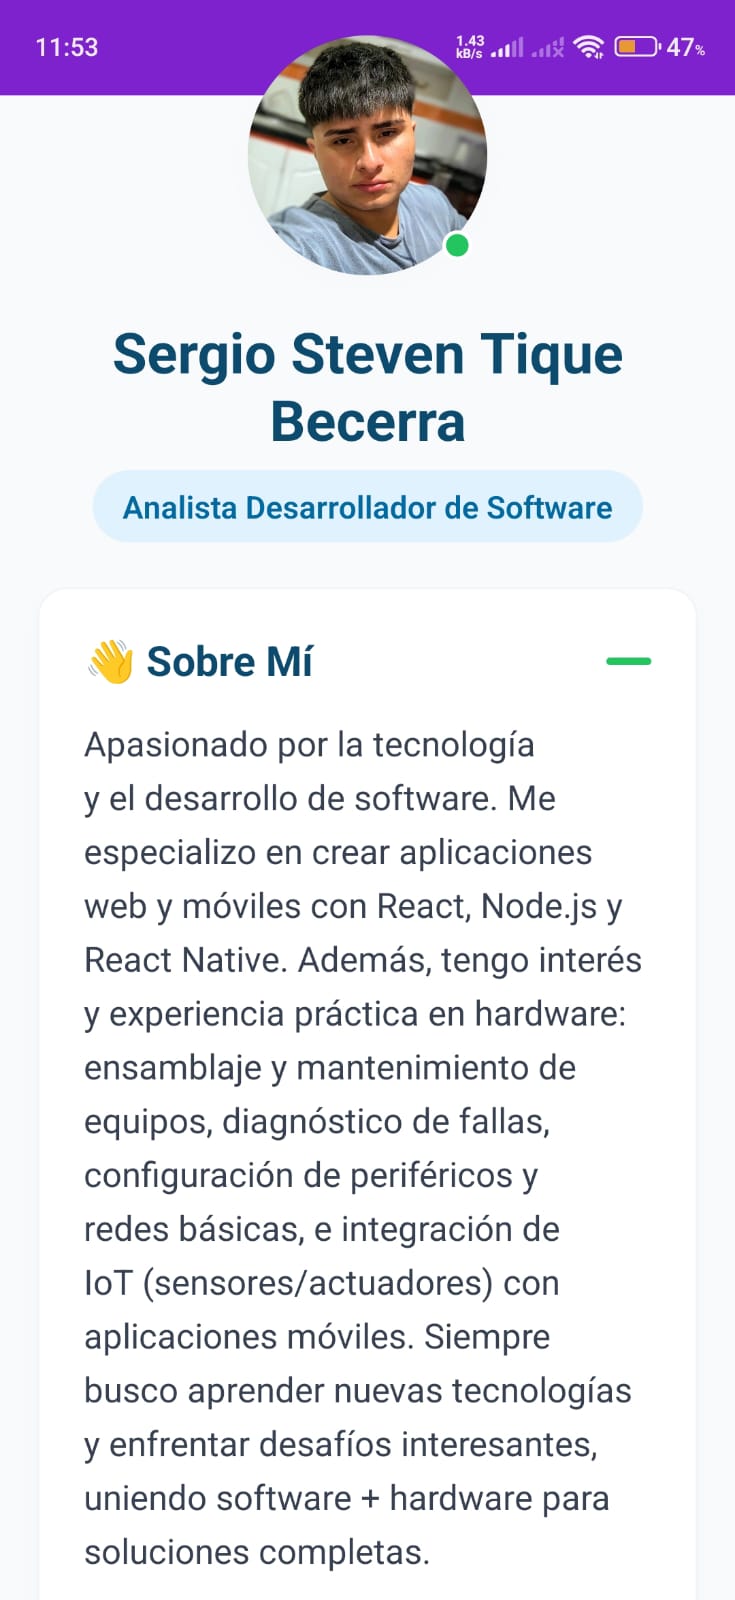 11:53
1.43
kB/s
47%
Sergio Steven Tique
Becerra
Analista Desarrollador de Software
👋 Sobre Mí
Apasionado por la tecnología
y el desarrollo de software. Me
especializo en crear aplicaciones
web y móviles con React, Node.js y
React Native. Además, tengo interés
y experiencia práctica en hardware:
ensamblaje y mantenimiento de
equipos, diagnóstico de fallas,
configuración de periféricos y
redes básicas, e integración de
IoT (sensores/actuadores) con
aplicaciones móviles. Siempre
busco aprender nuevas tecnologías
y enfrentar desafíos interesantes,
uniendo software + hardware para
soluciones completas.